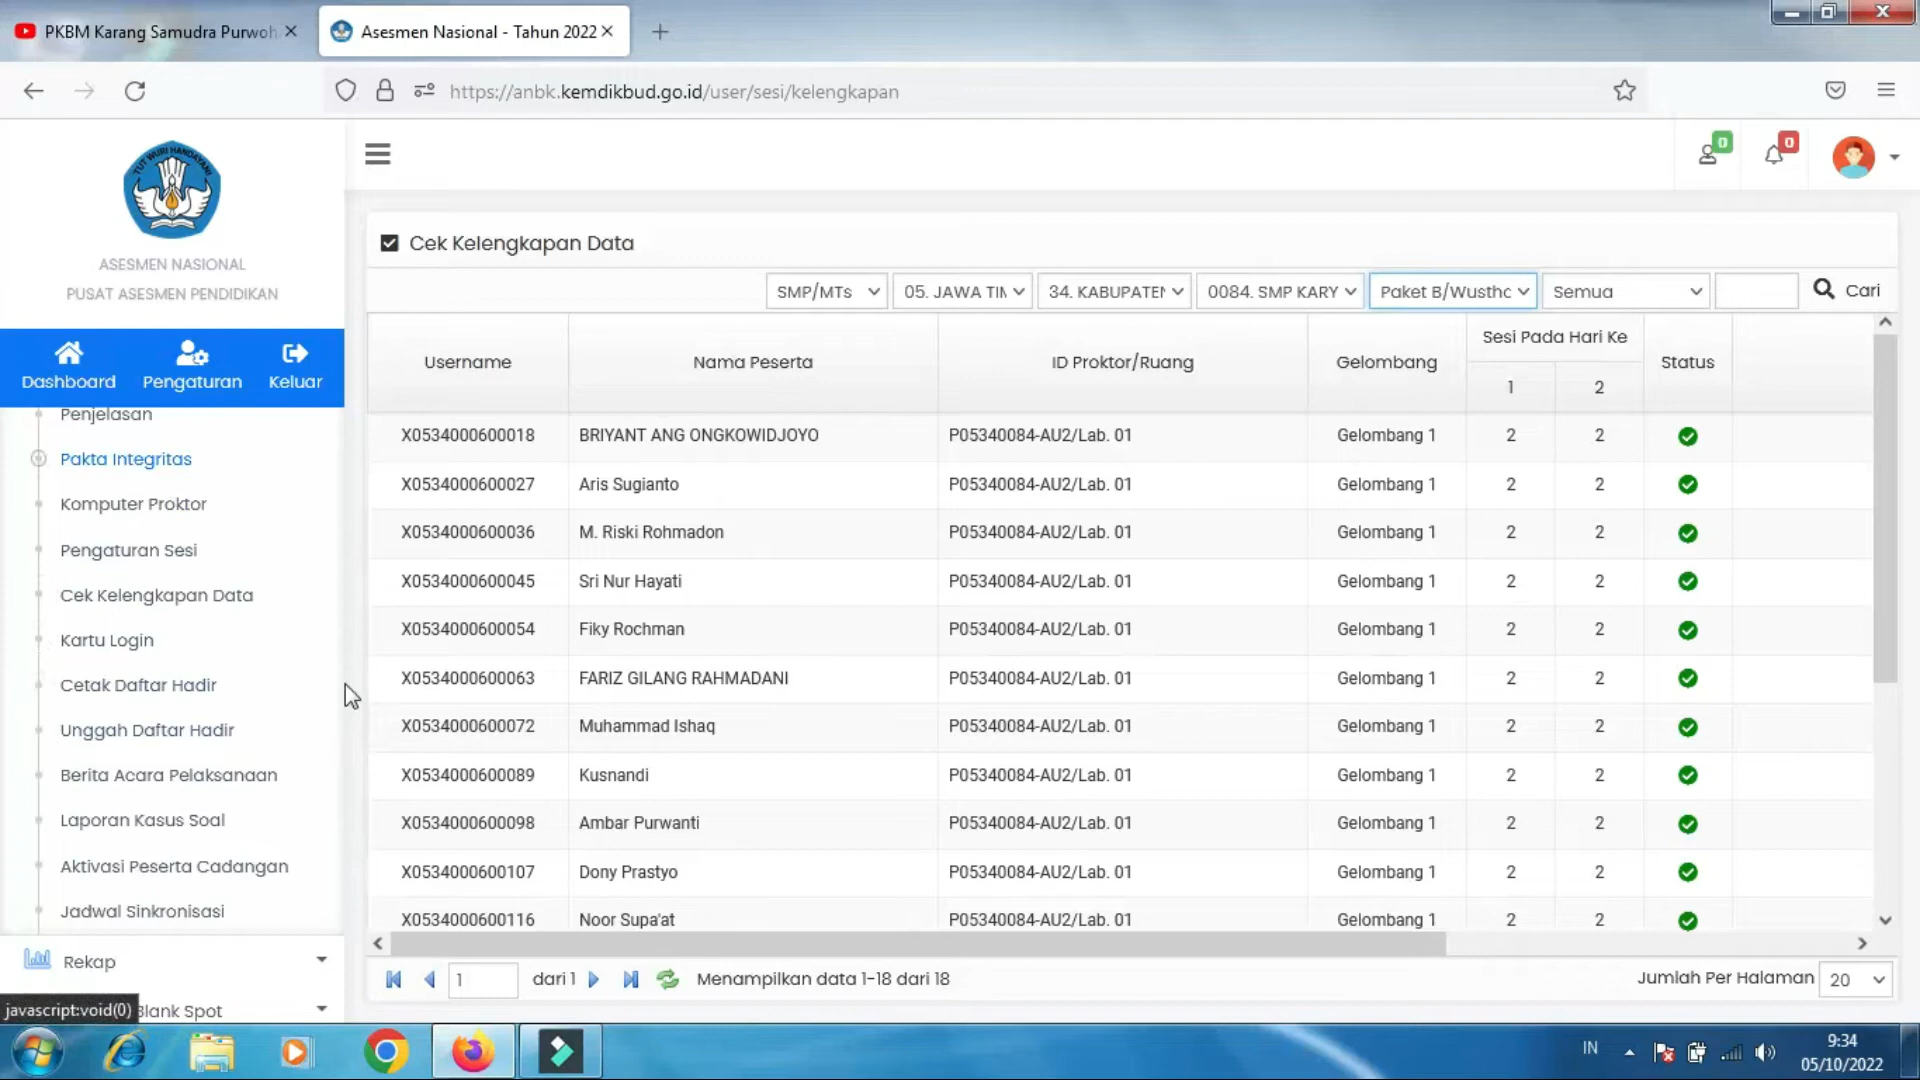 PKBM Karang Samudra Purwoh
Asesmen Nasional - Tahun 2022
https://anbk.kemdikbud.go.id/user/sesi/kelengkapan
TUT WURI HANDAYANI
ASESMEN NASIONAL
PUSAT ASESMEN PENDIDIKAN
0
0
Dashboard Pengaturan Keluar
Penjelasan
Pakta Integritas
Komputer Proktor
Pengaturan Sesi
Cek Kelengkapan Data
Kartu Login
Cetak Daftar Hadir
Unggah Daftar Hadir
Berita Acara Pelaksanaan
Laporan Kasus Soal
Aktivasi Peserta Cadangan
Jadwal Sinkronisasi
Rekap
Blank Spot
javascript:void(0)
Cek Kelengkapan Data
SMP/MTs 05. JAWA TIM 34. KABUPATEN 0084. SMP KARY Paket B/Wustho Semua Cari
Username Nama Peserta ID Proktor/Ruang Gelombang Sesi Pada Hari Ke Status
1 2
X0534000600018 BRIYANT ANG ONGKOWIDJOYO P05340084-AU2/Lab. 01 Gelombang 1 2 2
X0534000600027 Aris Sugianto P05340084-AU2/Lab. 01 Gelombang 1 2 2
X0534000600036 M. Riski Rohmadon P05340084-AU2/Lab. 01 Gelombang 1 2 2
X0534000600045 Sri Nur Hayati P05340084-AU2/Lab. 01 Gelombang 1 2 2
X0534000600054 Fiky Rochman P05340084-AU2/Lab. 01 Gelombang 1 2 2
X0534000600063 FARIZ GILANG RAHMADANI P05340084-AU2/Lab. 01 Gelombang 1 2 2
X0534000600072 Muhammad Ishaq P05340084-AU2/Lab. 01 Gelombang 1 2 2
X0534000600089 Kusnandi P05340084-AU2/Lab. 01 Gelombang 1 2 2
X0534000600098 Ambar Purwanti P05340084-AU2/Lab. 01 Gelombang 1 2 2
X0534000600107 Dony Prastyo P05340084-AU2/Lab. 01 Gelombang 1 2 2
X0534000600116 Noor Supa'at P05340084-AU2/Lab. 01 Gelombang 1 2 2
1 dari 1 Menampilkan data 1-18 dari 18 Jumlah Per Halaman 20
IN 9:34
05/10/2022